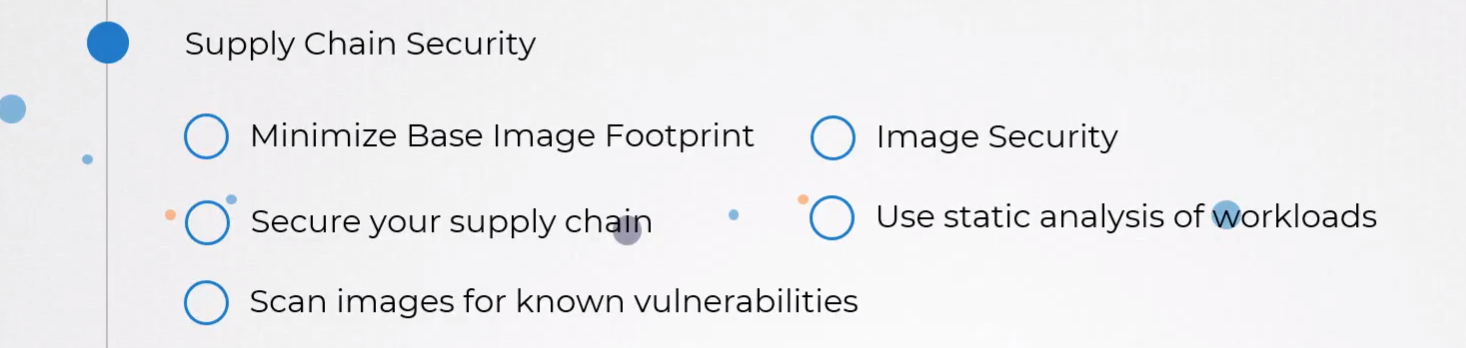 Supply Chain Security
Minimize Base Image Footprint
Image Security
Secure your supply chain
Use static analysis of workloads
Scan images for known vulnerabilities